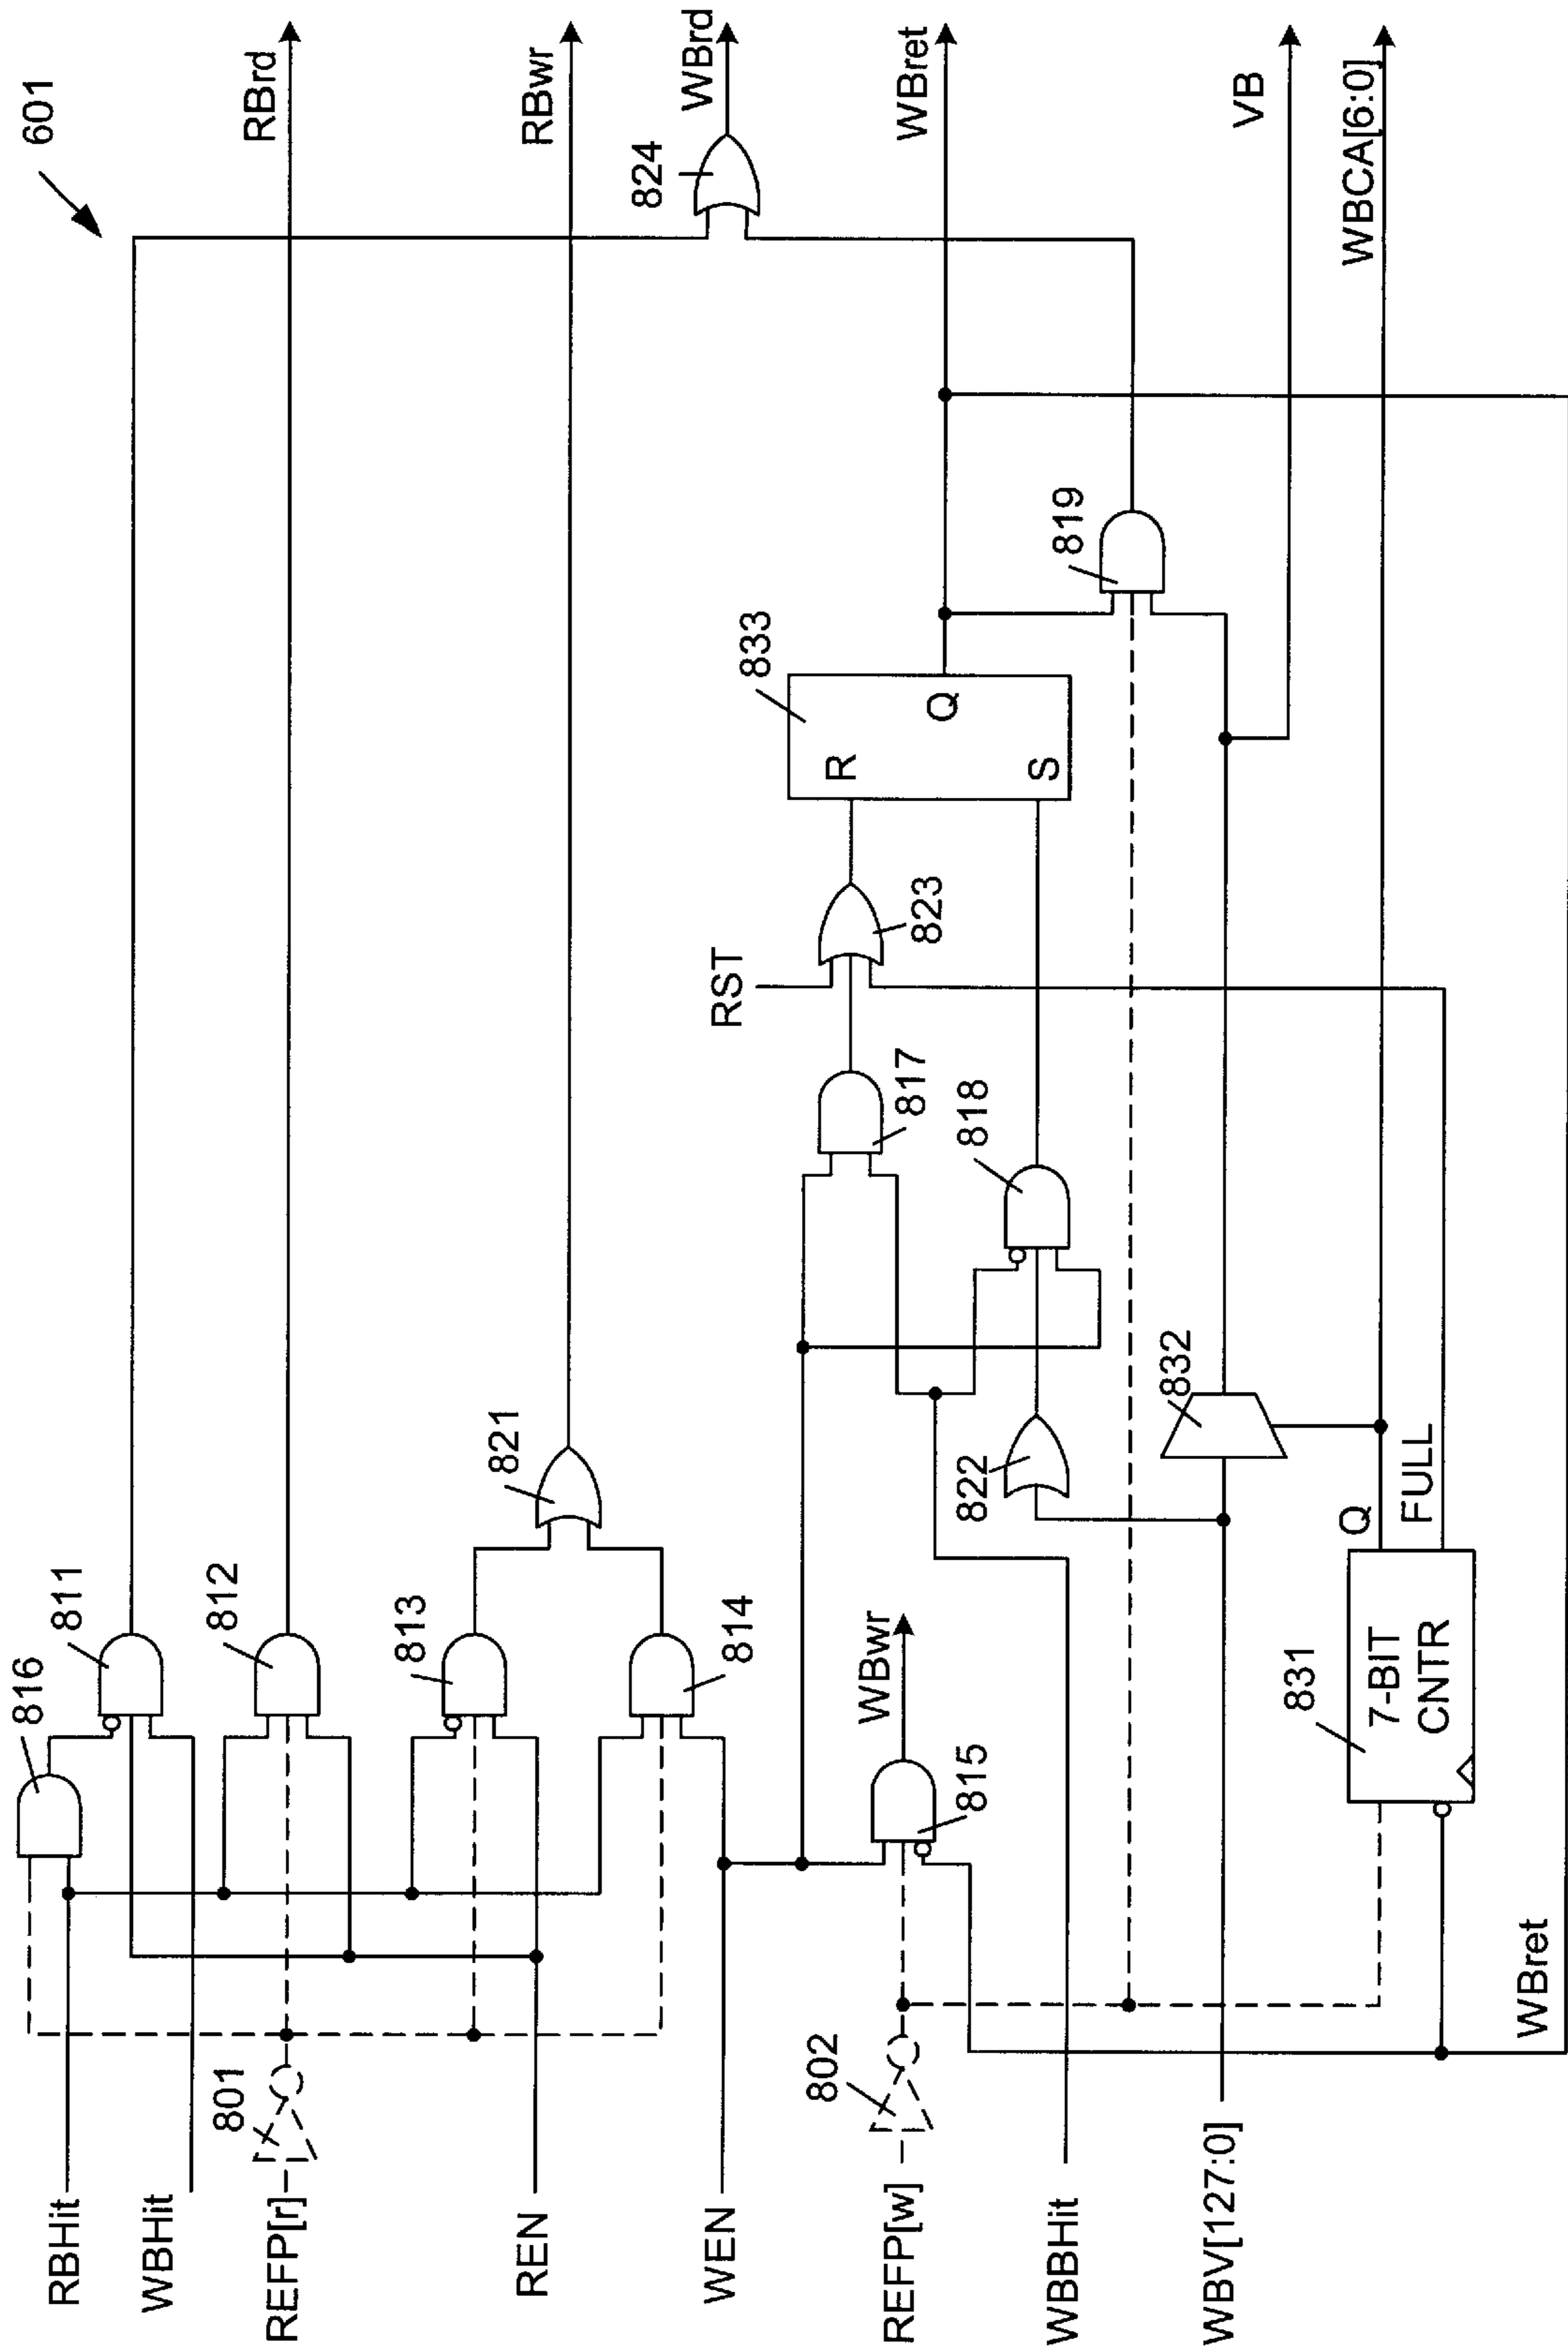 601
RBrd
RBwr
WBrd
824
WBret
VB
WBCA[6:0]
833
R
Q
S
819
RST
823
817
818
832
821
822
Q
FULL
816
811
812
813
814
WBwr
815
831
7-BIT
CNTR
WBret
801
802
RBHit
WBHit
REFP[r]
REN
WEN
REFP[w]
WBBHit
WBV[127:0]